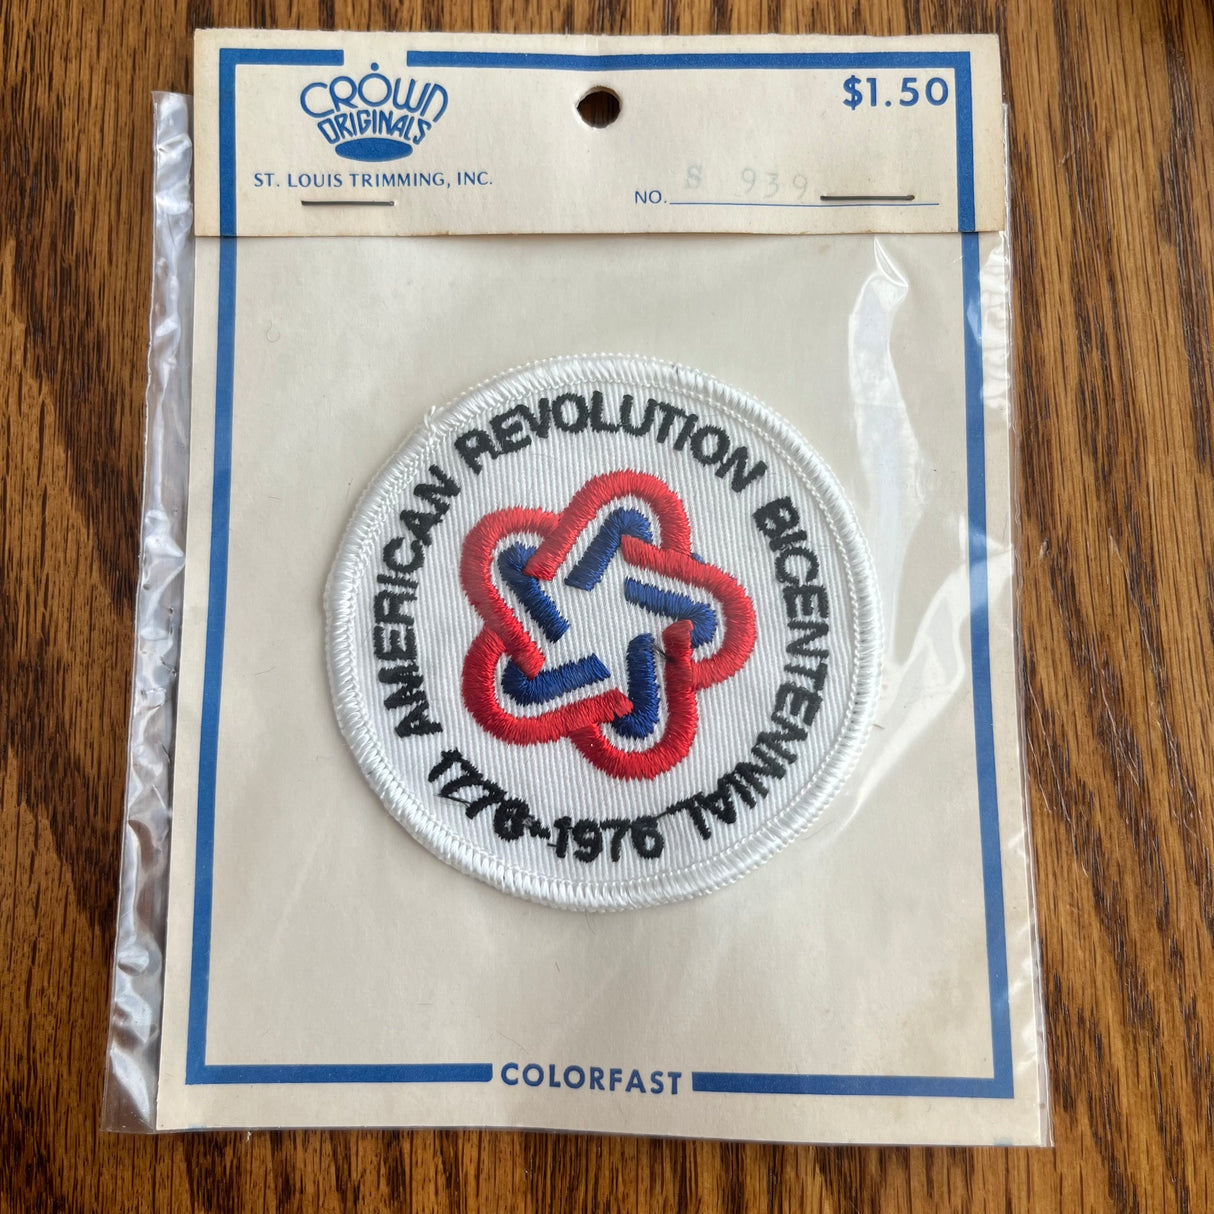 CROWN
ORIGINALS
ST. LOUIS TRIMMING, INC.
$1.50
NO. S 939
AMERICAN REVOLUTION BICENTENNIAL
1776-1976
COLORFAST